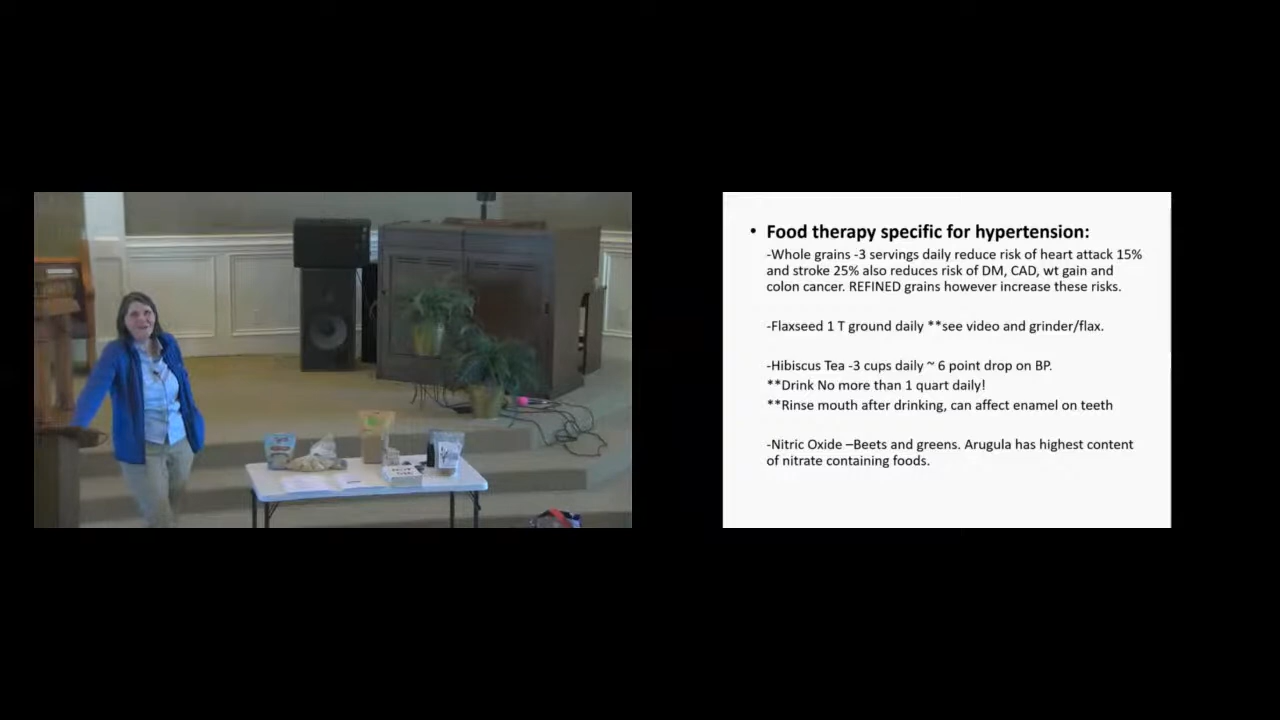 • Food therapy specific for hypertension:
-Whole grains -3 servings daily reduce risk of heart attack 15%
and stroke 25% also reduces risk of DM, CAD, wt gain and
colon cancer. REFINED grains however increase these risks.
-Flaxseed 1 T ground daily **see video and grinder/flax.
-Hibiscus Tea -3 cups daily ~ 6 point drop on BP.
**Drink No more than 1 quart daily!
**Rinse mouth after drinking, can affect enamel on teeth
-Nitric Oxide –Beets and greens. Arugula has highest content
of nitrate containing foods.